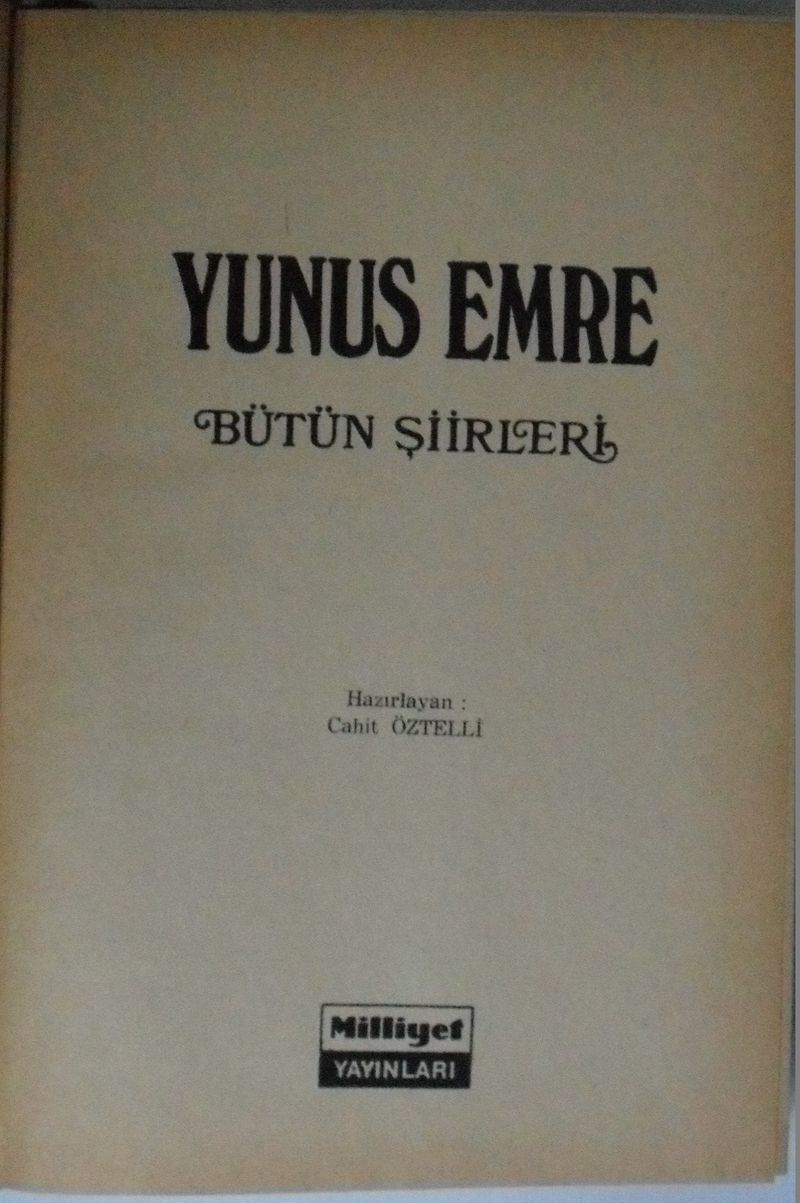 YUNUS EMRE
BÜTÜN ŞİİRLERİ
Hazırlayan :
Cahit ÖZTELLİ
Milliyet
YAYINLARI